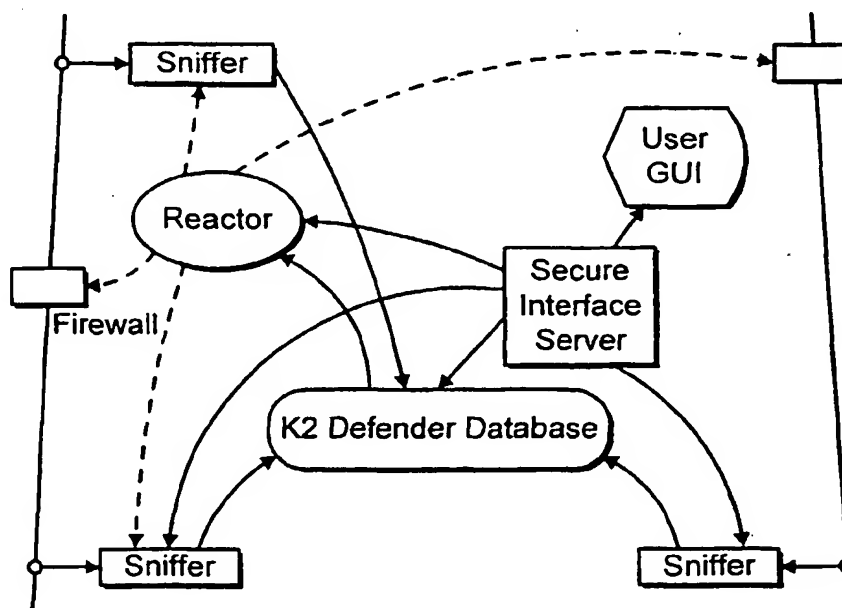 Sniffer
User
GUI
Reactor
Secure
Interface
Server
Firewall
K2 Defender Database
Sniffer
Sniffer